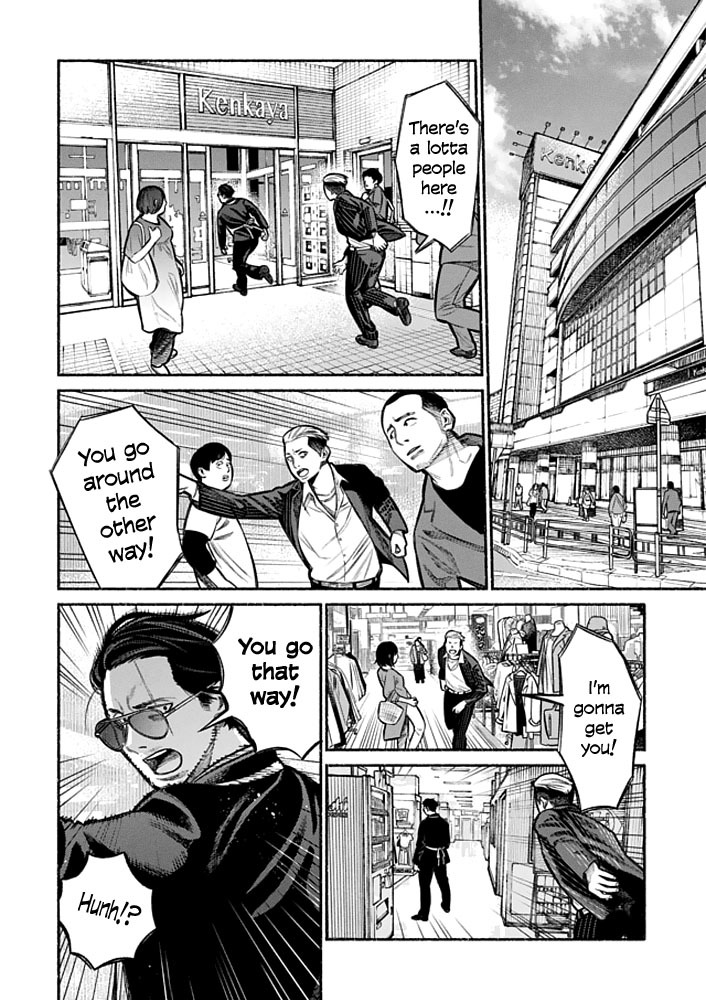 Kenka
Kenkaya
There's
a lotta
people
here
...!!
You go
around
the
other
way!
I'm
gonna
get
you!
You go
that
way!
Hunh!?